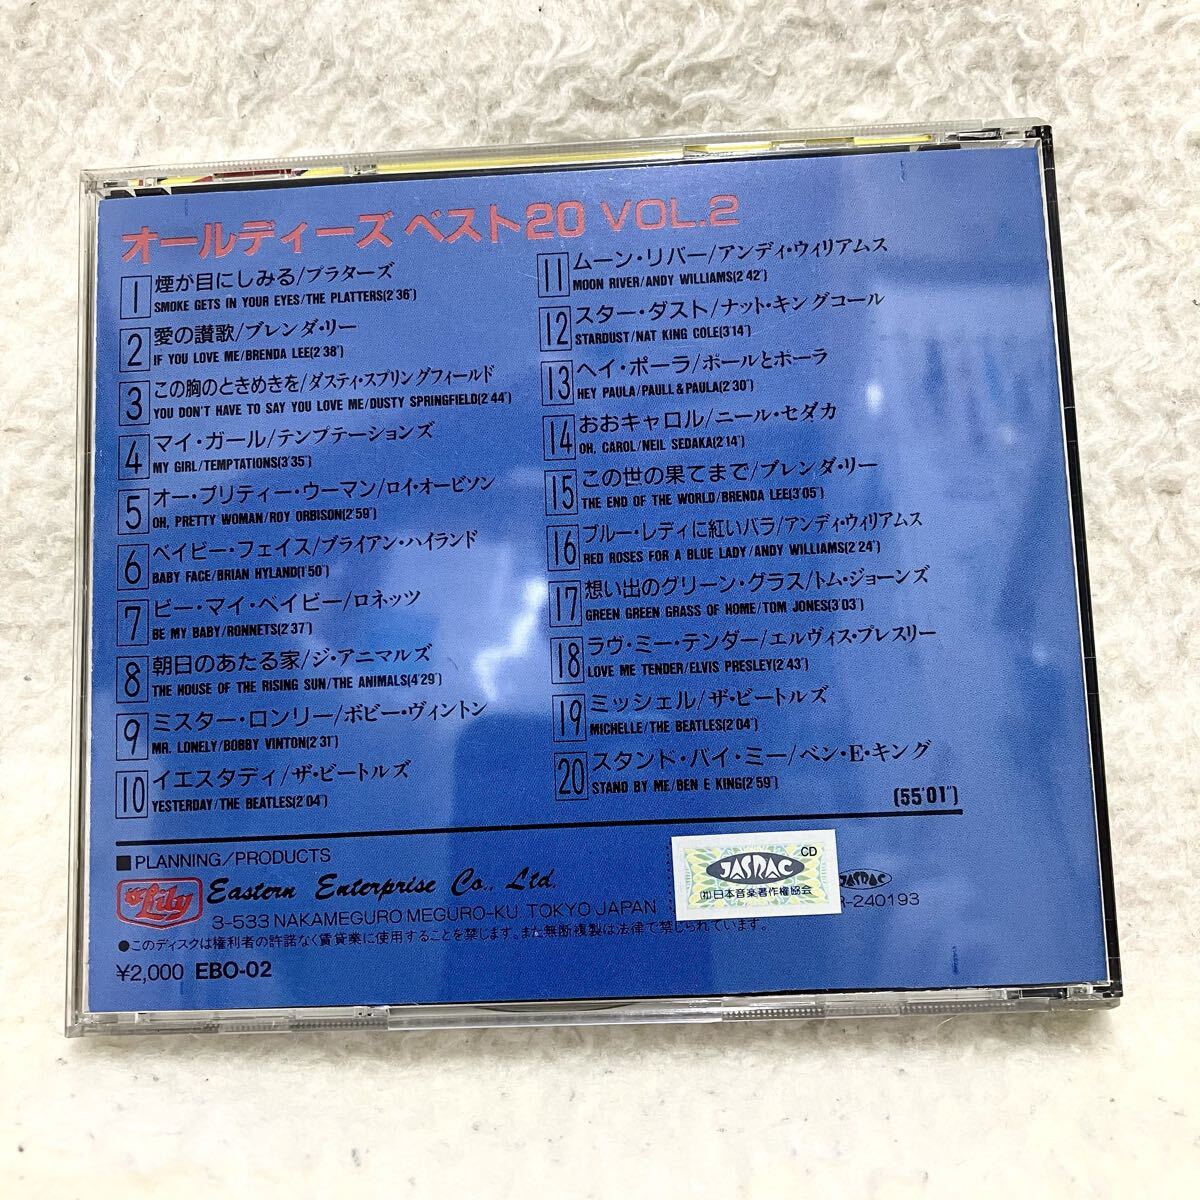 オールディーズ ベスト20 VOL.2
1 煙が目にしみる/プラターズ
SMOKE GETS IN YOUR EYES/THE PLATTERS(2'36")
2 愛の讃歌/ブレンダ・リー
IF YOU LOVE ME/BRENDA LEE(2'38")
3 この胸のときめきを/ダスティ・スプリングフィールド
YOU DON'T HAVE TO SAY YOU LOVE ME/DUSTY SPRINGFIELD(2'44")
4 マイ・ガール/テンプテーションズ
MY GIRL/TEMPTATIONS(3'35")
5 オー・プリティー・ウーマン/ロイ・オービソン
OH, PRETTY WOMAN/ROY ORBISON(2'59")
6 ベイビー・フェイス/ブライアン・ハイランド
BABY FACE/BRIAN HYLAND(1'50")
7 ビー・マイ・ベイビー/ロネッツ
BE MY BABY/RONNETS(2'37")
8 朝日のあたる家/ジ・アニマルズ
THE HOUSE OF THE RISING SUN/THE ANIMALS(4'29")
9 ミスター・ロンリー/ボビー・ヴィントン
MR. LONELY/BOBBY VINTON(2'31")
10 イエスタディ/ザ・ビートルズ
YESTERDAY/THE BEATLES(2'04")
11 ムーン・リバー/アンディ・ウィリアムス
MOON RIVER/ANDY WILLIAMS(2'42")
12 スター・ダスト/ナット・キングコール
STARDUST/NAT KING COLE(3'14")
13 ヘイ・ポーラ/ポールとポーラ
HEY PAULA/PAULL & PAULA(2'30")
14 おおキャロル/ニール・セダカ
OH, CAROL/NEIL SEDAKA(2'14")
15 この世の果てまで/ブレンダ・リー
THE END OF THE WORLD/BRENDA LEE(3'05")
16 ブルー・レディに紅いバラ/アンディ・ウィリアムス
RED ROSES FOR A BLUE LADY/ANDY WILLIAMS(2'24")
17 想い出のグリーン・グラス/トム・ジョーンズ
GREEN GREEN GRASS OF HOME/TOM JONES(3'03")
18 ラヴ・ミー・テンダー/エルヴィス・プレスリー
LOVE ME TENDER/ELVIS PRESLEY(2'43")
19 ミッシェル/ザ・ビートルズ
MICHELLE/THE BEATLES(2'04")
20 スタンド・バイ・ミー/ベン・E・キング
STAND BY ME/BEN E KING(2'59")
(55'01")
■PLANNING/PRODUCTS
Lily Eastern Enterprise Co., Ltd.
3-533 NAKAMEGURO MEGURO-KU, TOKYO JAPAN
CD
JASRAC
(社)日本音楽著作権協会
JASRAC
R-240193
●このディスクは権利者の許諾なく賃貸業に使用することを禁じます。また無断複製は法律で禁じられています。
¥2,000 EBO-02